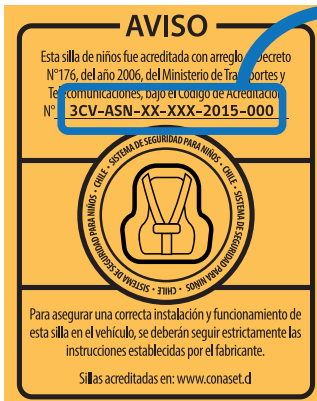 AVISO
Esta silla de niños fue acreditada con arreglo Decreto
N°176, del año 2006, del Ministerio de Transportes y
Telecomunicaciones, bajo el Código de Acreditación
N° 3CV-ASN-XX-XXX-2015-000
SISTEMA DE SEGURIDAD PARA NIÑOS · CHILE · SISTEMA DE SEGURIDAD PARA NIÑOS · CHILE ·
Para asegurar una correcta instalación y funcionamiento de
esta silla en el vehículo, se deberán seguir estrictamente las
instrucciones establecidas por el fabricante.
Sillas acreditadas en: www.conaset.cl